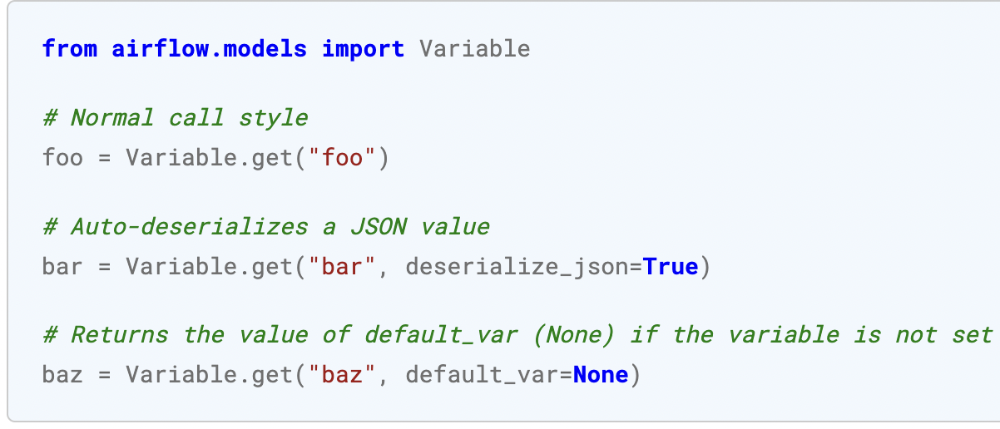 from airflow.models import Variable
# Normal call style
foo = Variable.get("foo")
# Auto-deserializes a JSON value
bar = Variable.get("bar", deserialize_json=True)
# Returns the value of default_var (None) if the variable is not set
baz = Variable.get("baz", default_var=None)